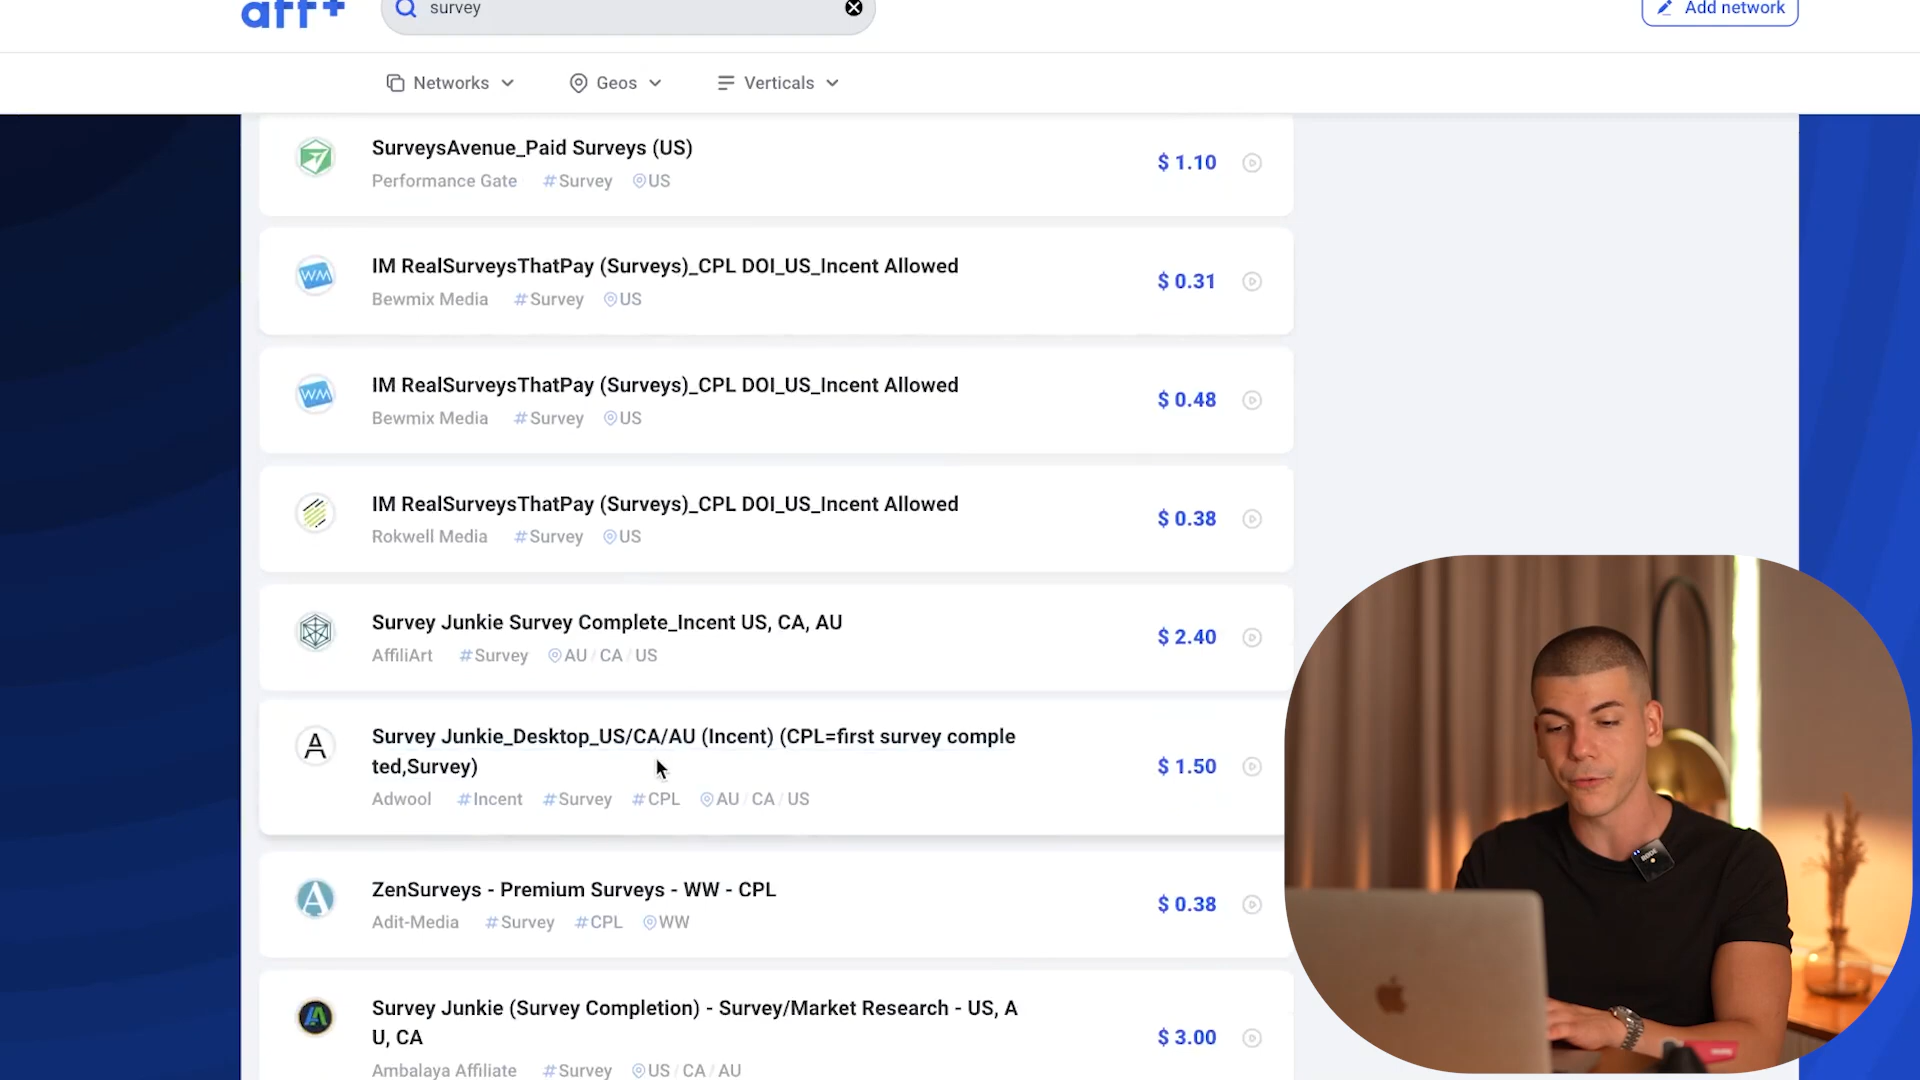 aff+
survey
Add network
Networks
Geos
Verticals
SurveysAvenue_Paid Surveys (US)
$ 1.10
Performance Gate #Survey US
IM RealSurveysThatPay (Surveys)_CPL DOI_US_Incent Allowed
$ 0.31
Bewmix Media #Survey US
IM RealSurveysThatPay (Surveys)_CPL DOI_US_Incent Allowed
$ 0.48
Bewmix Media #Survey US
IM RealSurveysThatPay (Surveys)_CPL DOI_US_Incent Allowed
$ 0.38
Rokwell Media #Survey US
Survey Junkie Survey Complete_Incent US, CA, AU
$ 2.40
AffiliArt #Survey AU / CA / US
Survey Junkie_Desktop_US/CA/AU (Incent) (CPL=first survey comple
ted,Survey)
$ 1.50
Adwool #Incent #Survey #CPL AU / CA / US
ZenSurveys - Premium Surveys - WW - CPL
$ 0.38
Adit-Media #Survey #CPL WW
Survey Junkie (Survey Completion) - Survey/Market Research - US, A
U, CA
$ 3.00
Ambalaya Affiliate #Survey US / CA / AU
WM
WM
RODE